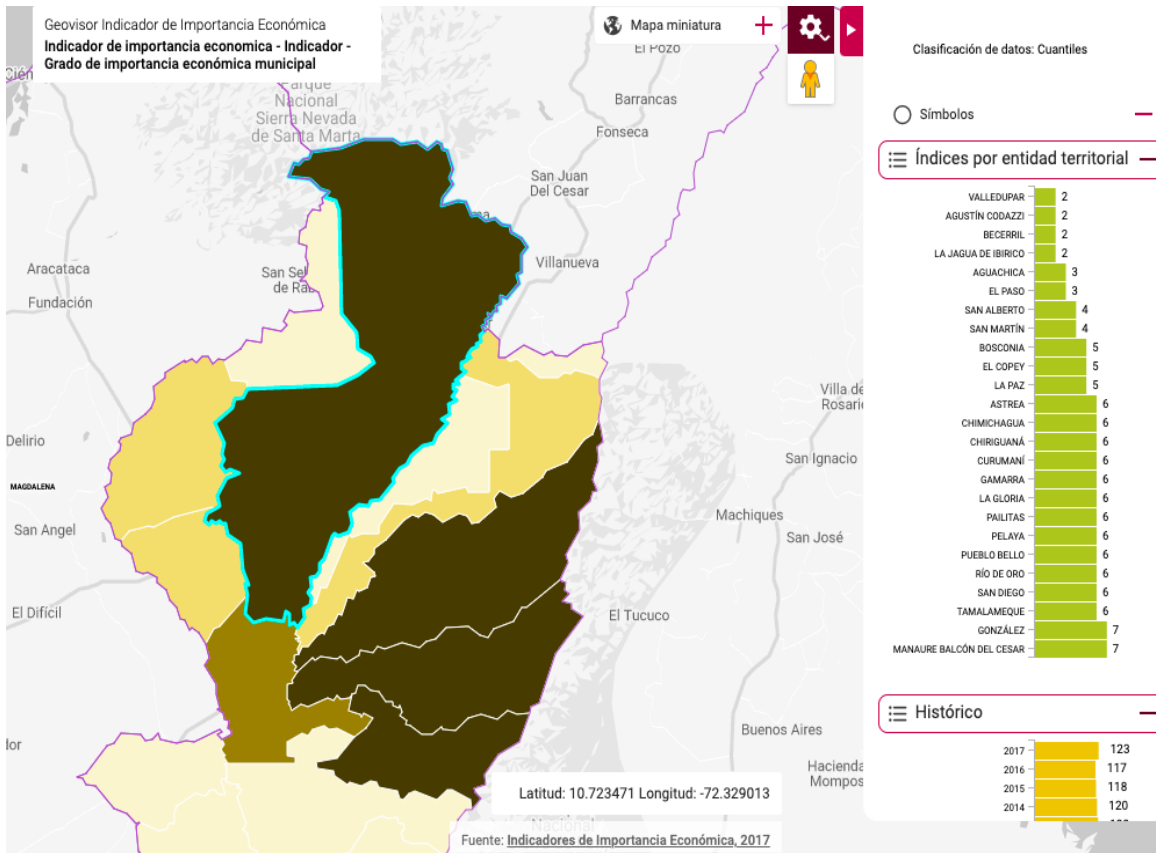 Geovisor Indicador de Importancia Económica
Indicador de importancia economica - Indicador -
Grado de importancia económica municipal
Mapa miniatura
El Pozo
Parque
Nacional
Sierra Nevada
de Santa Marta
Barrancas
Fonseca
San Juan
Del Cesar
Aracataca
Villanueva
San Sel
de Rab
Fundación
Villa de
Rosario
Delirio
San Ignacio
MAGDALENA
San Angel
Machiques
San José
El Difícil
El Tucuco
Buenos Aires
Hacienda
Mompos
Latitud: 10.723471 Longitud: -72.329013
Nacional
Fuente: Indicadores de Importancia Económica, 2017
Clasificación de datos: Cuantiles
Símbolos
Índices por entidad territorial
VALLEDUPAR 2
AGUSTÍN CODAZZI 2
BECERRIL 2
LA JAGUA DE IBIRICO 2
AGUACHICA 3
EL PASO 3
SAN ALBERTO 4
SAN MARTÍN 4
BOSCONIA 5
EL COPEY 5
LA PAZ 5
ASTREA 6
CHIMICHAGUA 6
CHIRIGUANÁ 6
CURUMANÍ 6
GAMARRA 6
LA GLORIA 6
PAILITAS 6
PELAYA 6
PUEBLO BELLO 6
RÍO DE ORO 6
SAN DIEGO 6
TAMALAMEQUE 6
GONZÁLEZ 7
MANAURE BALCÓN DEL CESAR 7
Histórico
2017 123
2016 117
2015 118
2014 120